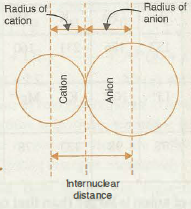 Radius of
cation
Radius of
anion
Cation
Anion
Internuclear
distance